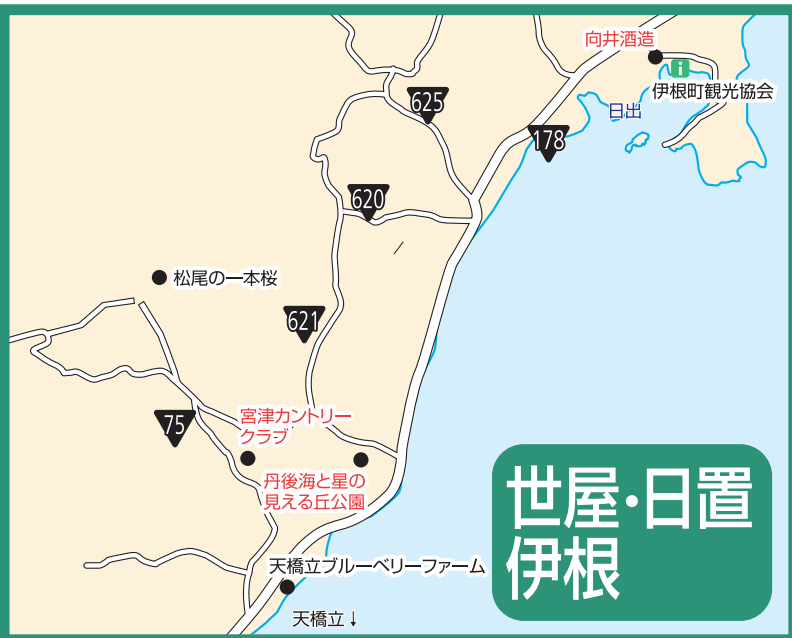 向井酒造
i
伊根町観光協会
日出
625
178
620
松尾の一本桜
621
75
宮津カントリー
クラブ
丹後海と星の
見える丘公園
世屋・日置
伊根
天橋立ブルーベリーファーム
天橋立↓